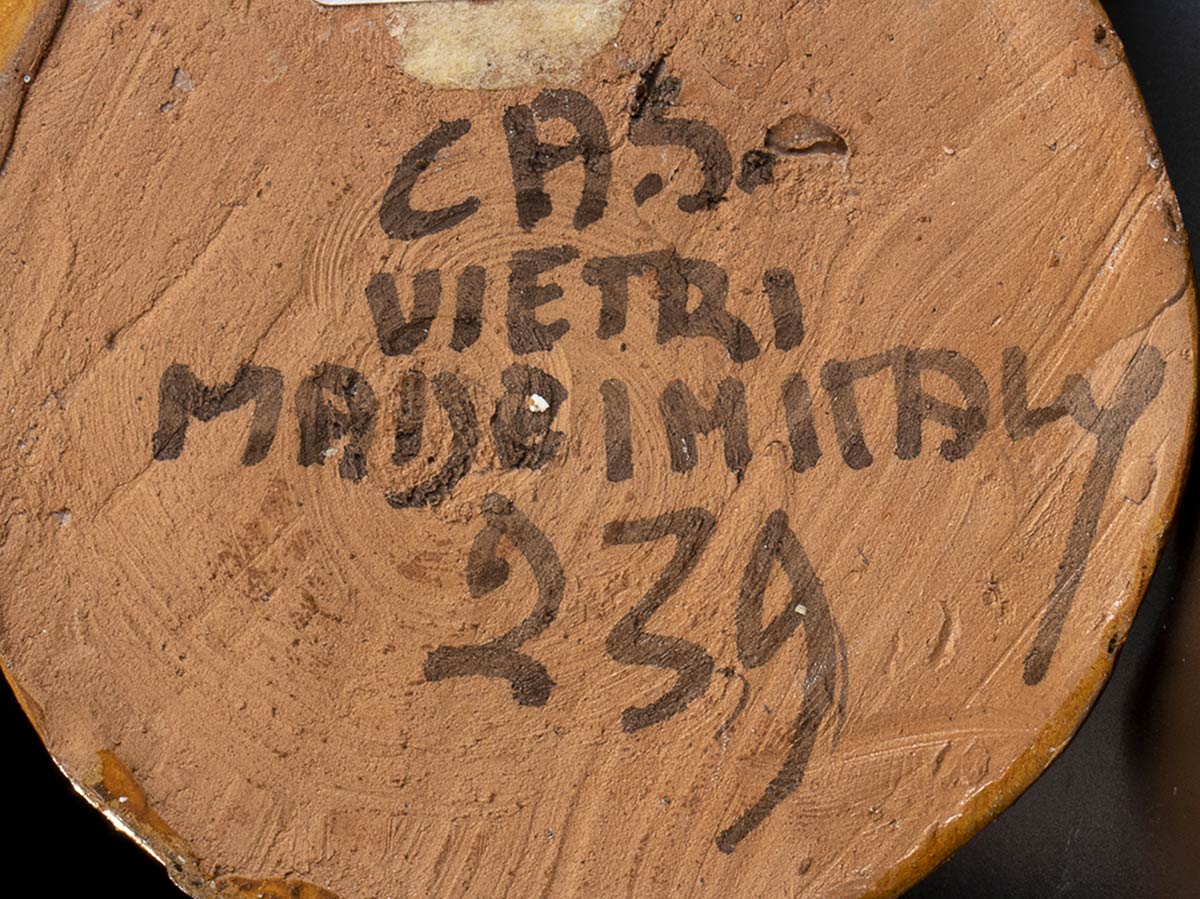 CAS.
VIETRI
MADE IN ITALY
239